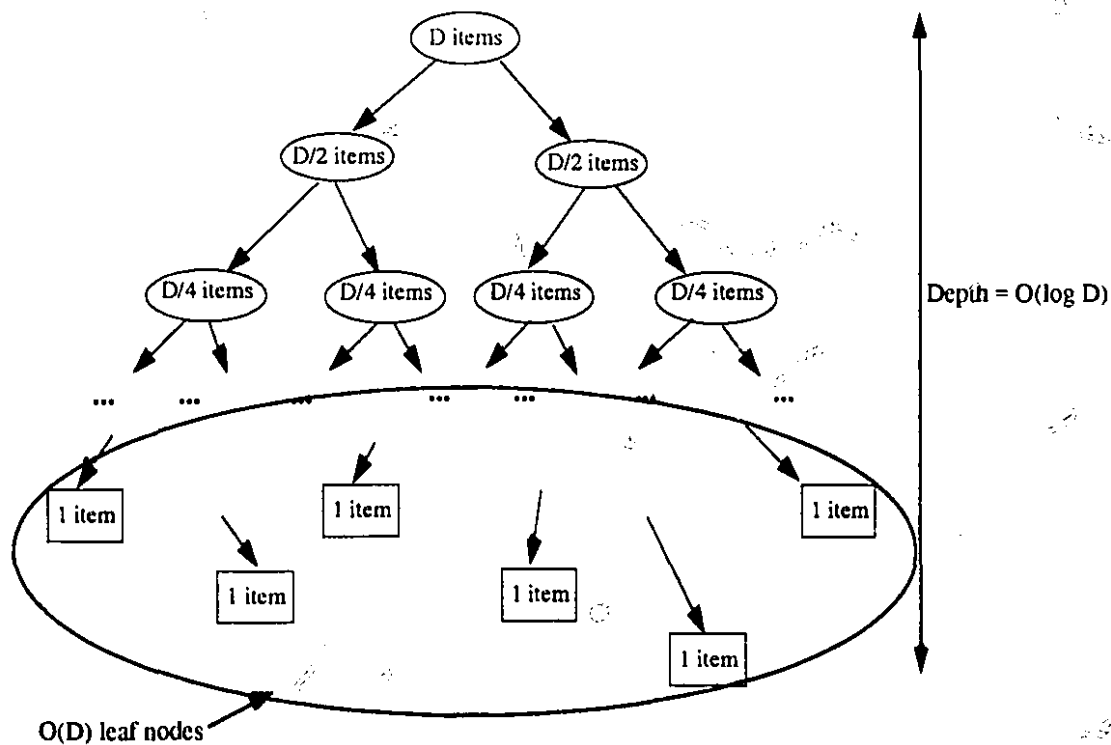 D items
D/2 items
D/2 items
D/4 items
D/4 items
D/4 items
D/4 items
Depth = O(log D)
... ... ... ... ... ... ...
1 item
1 item
1 item
1 item
1 item
1 item
O(D) leaf nodes